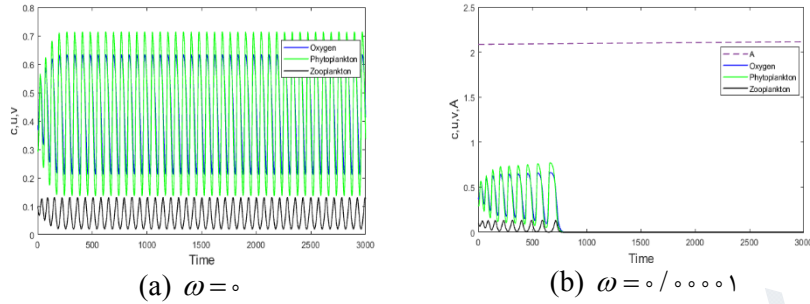 0.8
0.7
0.6
0.5
0.4
0.3
0.2
0.1
0
c,u,v
0 500 1000 1500 2000 2500 3000
Time
Oxygen
Phytoplankton
Zooplankton
(a) ω=۰
2.5
2
1.5
1
0.5
0
c,u,v,A
0 500 1000 1500 2000 2500 3000
Time
A
Oxygen
Phytoplankton
Zooplankton
(b) ω=۰/۰۰۰۰۱